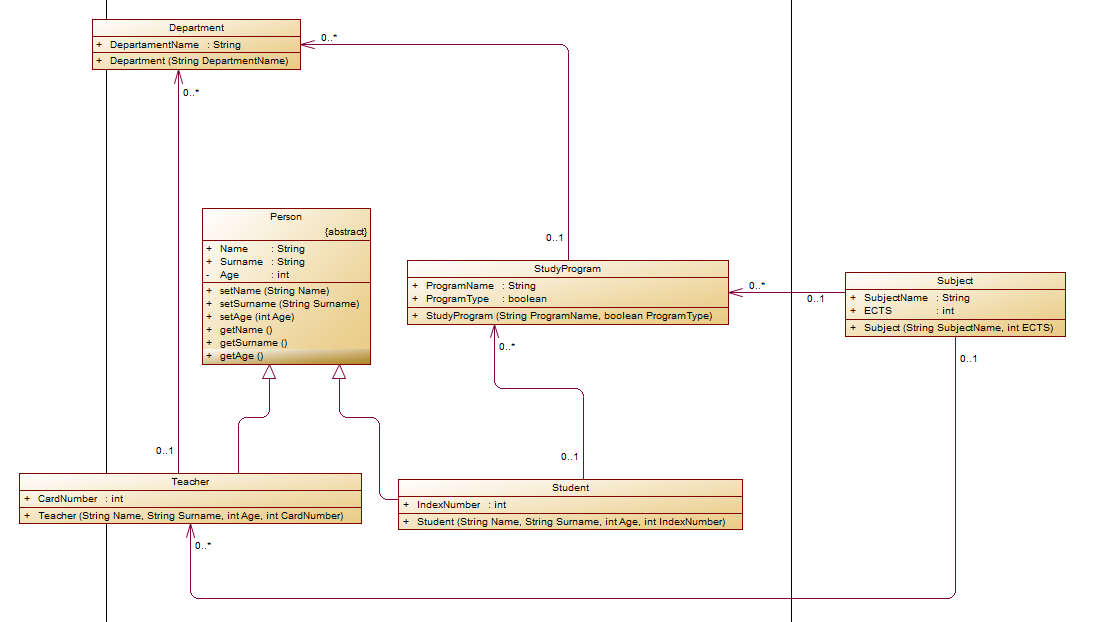 Department
+ DepartamentName : String
+ Department (String DepartmentName)
0..*
0..*
Person
{abstract}
+ Name : String
+ Surname : String
- Age : int
+ setName (String Name)
+ setSurname (String Surname)
+ setAge (int Age)
+ getName ()
+ getSurname ()
+ getAge ()
0..1
StudyProgram
+ ProgramName : String
+ ProgramType : boolean
+ StudyProgram (String ProgramName, boolean ProgramType)
0..*
0..1
Subject
+ SubjectName : String
+ ECTS : int
+ Subject (String SubjectName, int ECTS)
0..*
0..1
0..1
0..1
Teacher
+ CardNumber : int
+ Teacher (String Name, String Surname, int Age, int CardNumber)
Student
+ IndexNumber : int
+ Student (String Name, String Surname, int Age, int IndexNumber)
0..*